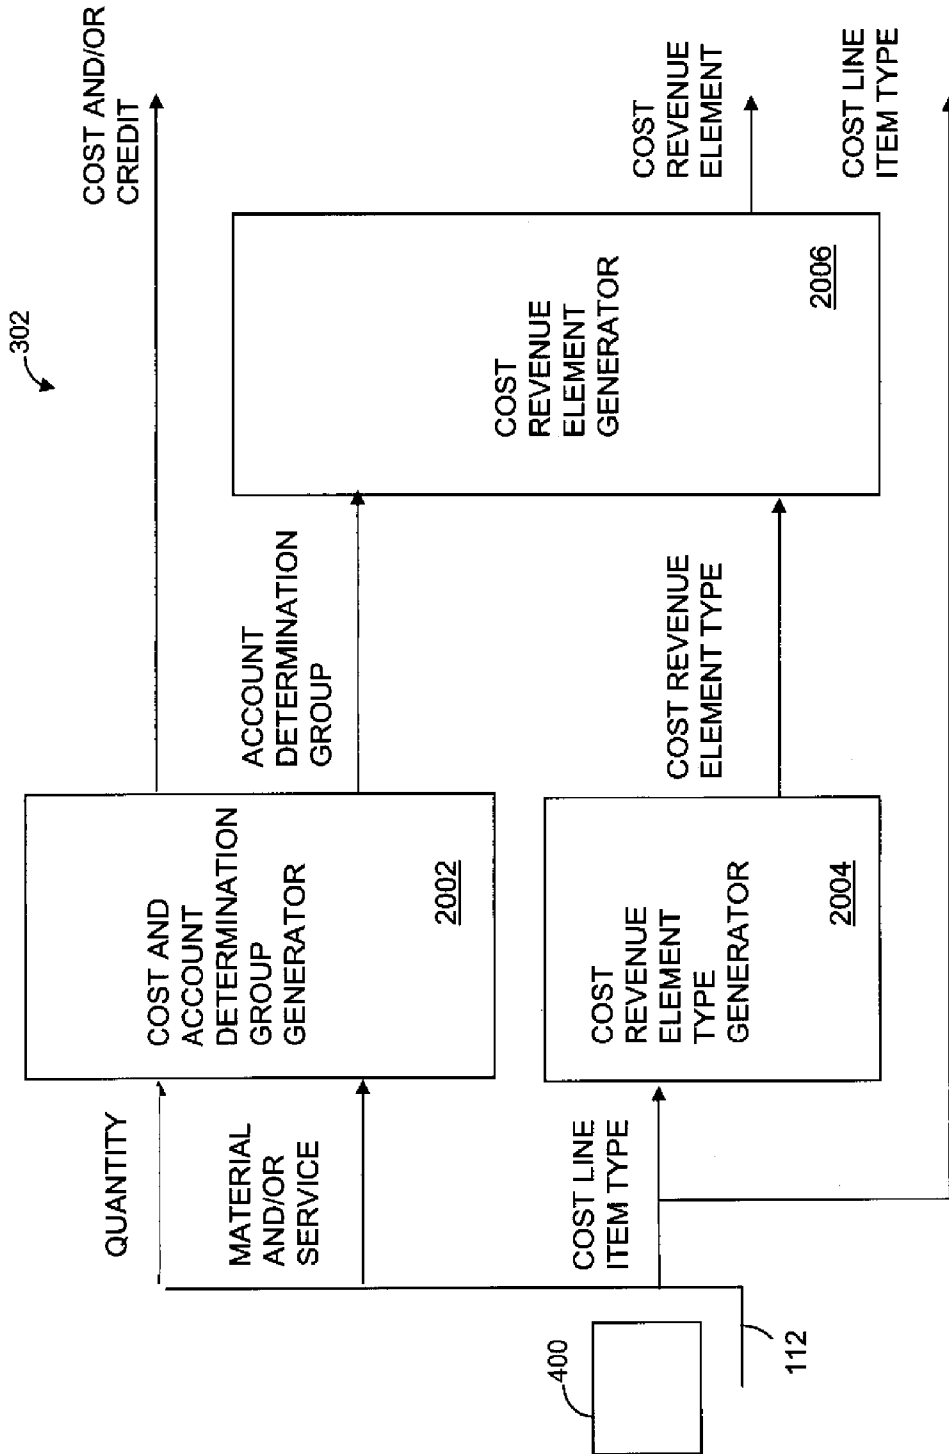 302
COST AND/OR
CREDIT
QUANTITY
COST AND
ACCOUNT
DETERMINATION
GROUP
GENERATOR
2002
MATERIAL
AND/OR
SERVICE
ACCOUNT
DETERMINATION
GROUP
COST
REVENUE
ELEMENT
GENERATOR
2006
COST
REVENUE
ELEMENT
400
112
COST LINE
ITEM TYPE
COST
REVENUE
ELEMENT
TYPE
GENERATOR
2004
COST REVENUE
ELEMENT TYPE
COST LINE
ITEM TYPE